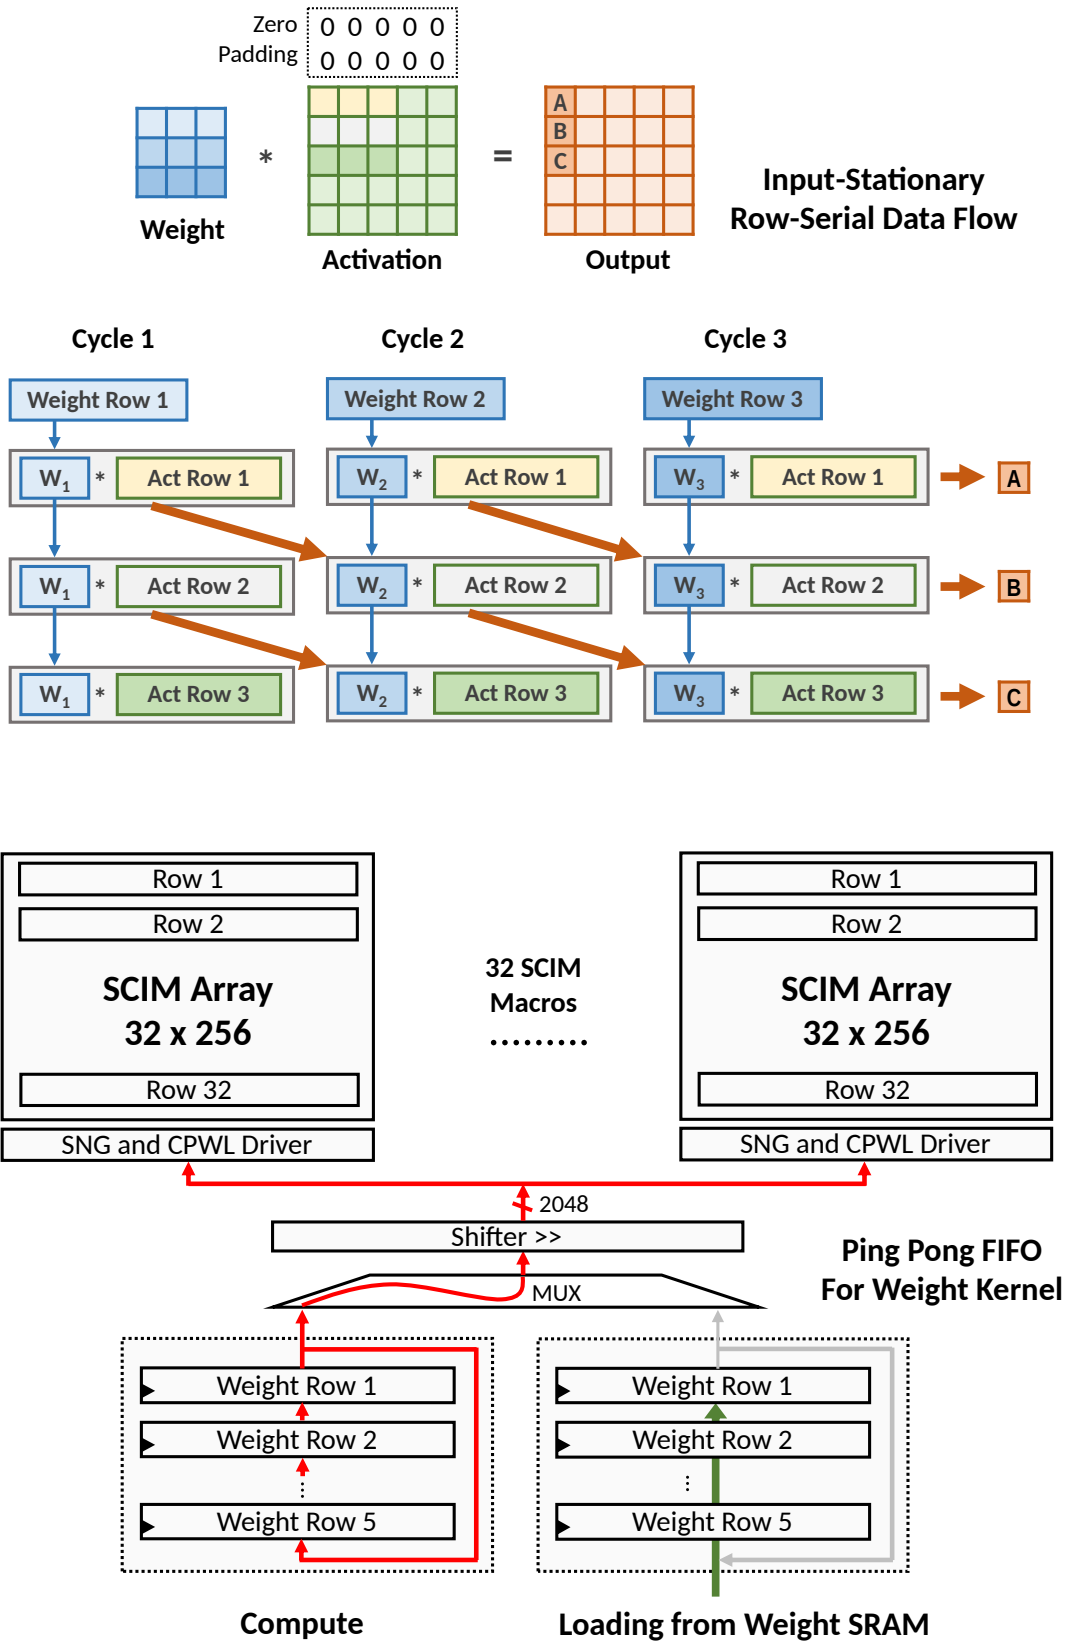 Zero 0 0 0 0 0
Padding 0 0 0 0 0
A
B
* =
C
Input-Stationary
Row-Serial Data Flow
Weight
Activation Output
Cycle 1 Cycle 2 Cycle 3
Weight Row 1 Weight Row 2 Weight Row 3
W1 * Act Row 1 W2 * Act Row 1 W3 * Act Row 1 A
W1 * Act Row 2 W2 * Act Row 2 W3 * Act Row 2 B
W1 * Act Row 3 W2 * Act Row 3 W3 * Act Row 3 C
Row 1 Row 1
Row 2 Row 2
32 SCIM
Macros
.........
SCIM Array SCIM Array
32 x 256 32 x 256
Row 32 Row 32
SNG and CPWL Driver SNG and CPWL Driver
2048
Shifter >>
Ping Pong FIFO
For Weight Kernel
MUX
Weight Row 1 Weight Row 1
Weight Row 2 Weight Row 2
... ...
Weight Row 5 Weight Row 5
Compute Loading from Weight SRAM